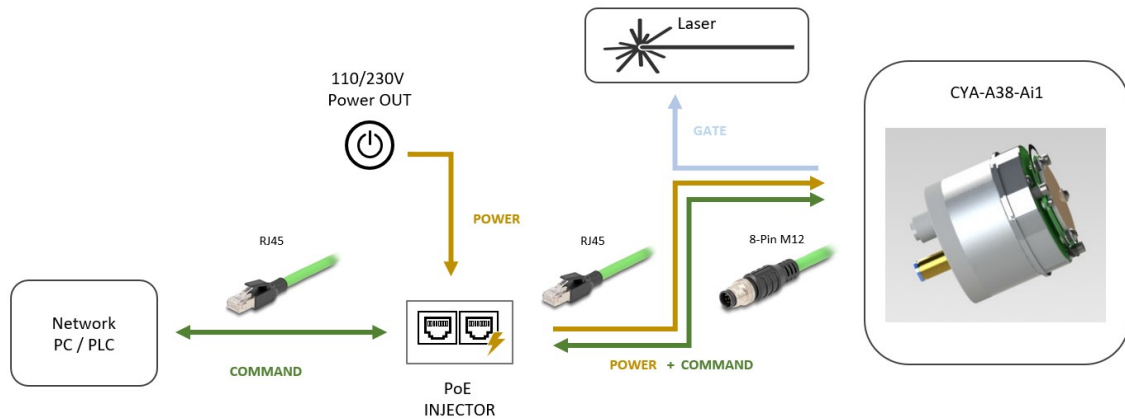 Laser
110/230V
Power OUT
CYA-A38-Ai1
GATE
POWER
RJ45
RJ45
8-Pin M12
Network
PC / PLC
COMMAND
POWER + COMMAND
PoE
INJECTOR